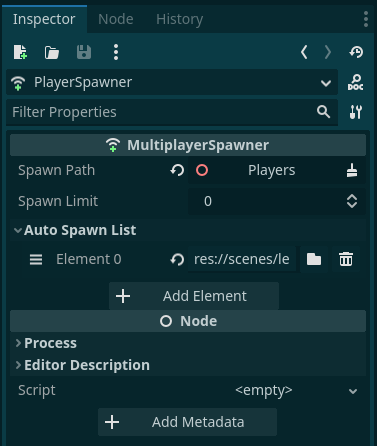 Inspector Node History
PlayerSpawner
DOC
Filter Properties
MultiplayerSpawner
Spawn Path Players
Spawn Limit 0
Auto Spawn List
Element 0 res://scenes/le
Add Element
Node
Process
Editor Description
Script <empty>
Add Metadata